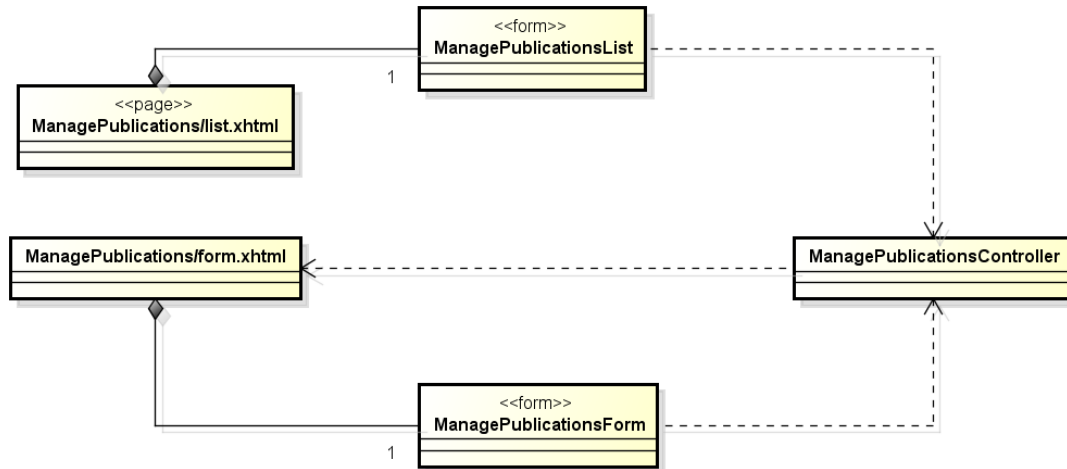 <<form>>
ManagePublicationsList
1
<<page>>
ManagePublications/list.xhtml
ManagePublications/form.xhtml
ManagePublicationsController
<<form>>
ManagePublicationsForm
1